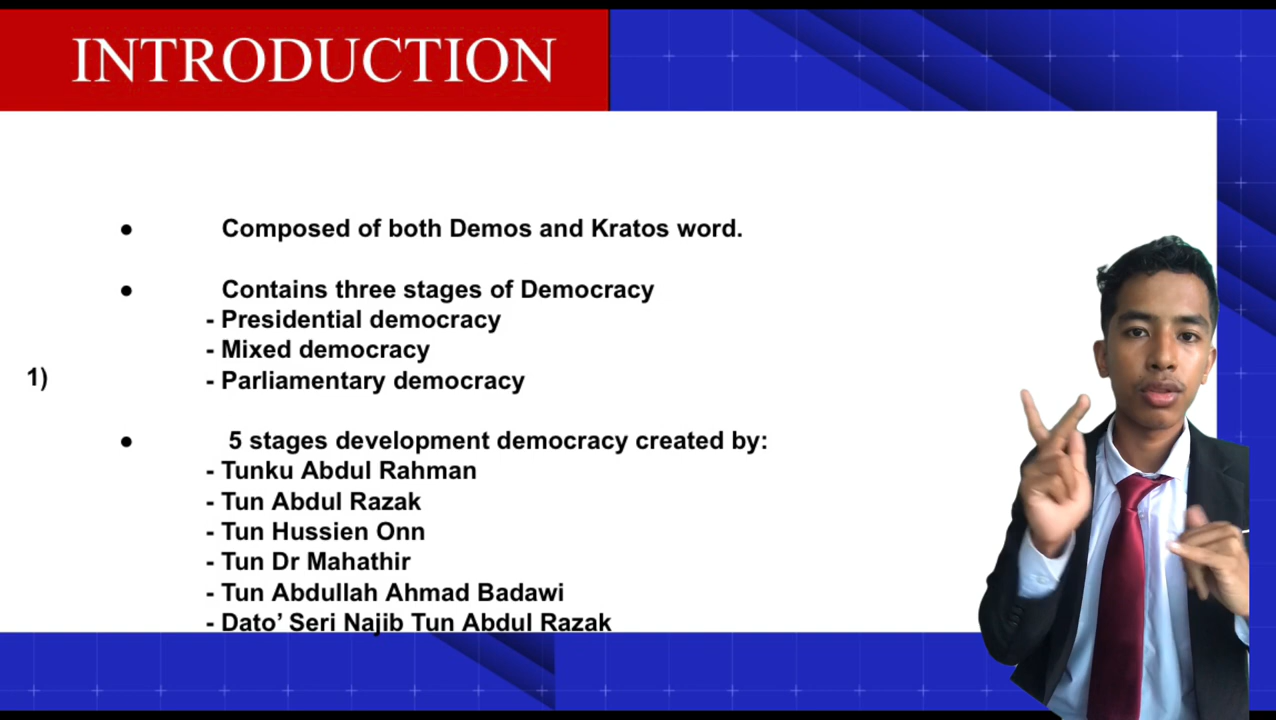 INTRODUCTION
● Composed of both Demos and Kratos word.
● Contains three stages of Democracy
- Presidential democracy
- Mixed democracy
1)
- Parliamentary democracy
● 5 stages development democracy created by:
- Tunku Abdul Rahman
- Tun Abdul Razak
- Tun Hussien Onn
- Tun Dr Mahathir
- Tun Abdullah Ahmad Badawi
- Dato’ Seri Najib Tun Abdul Razak